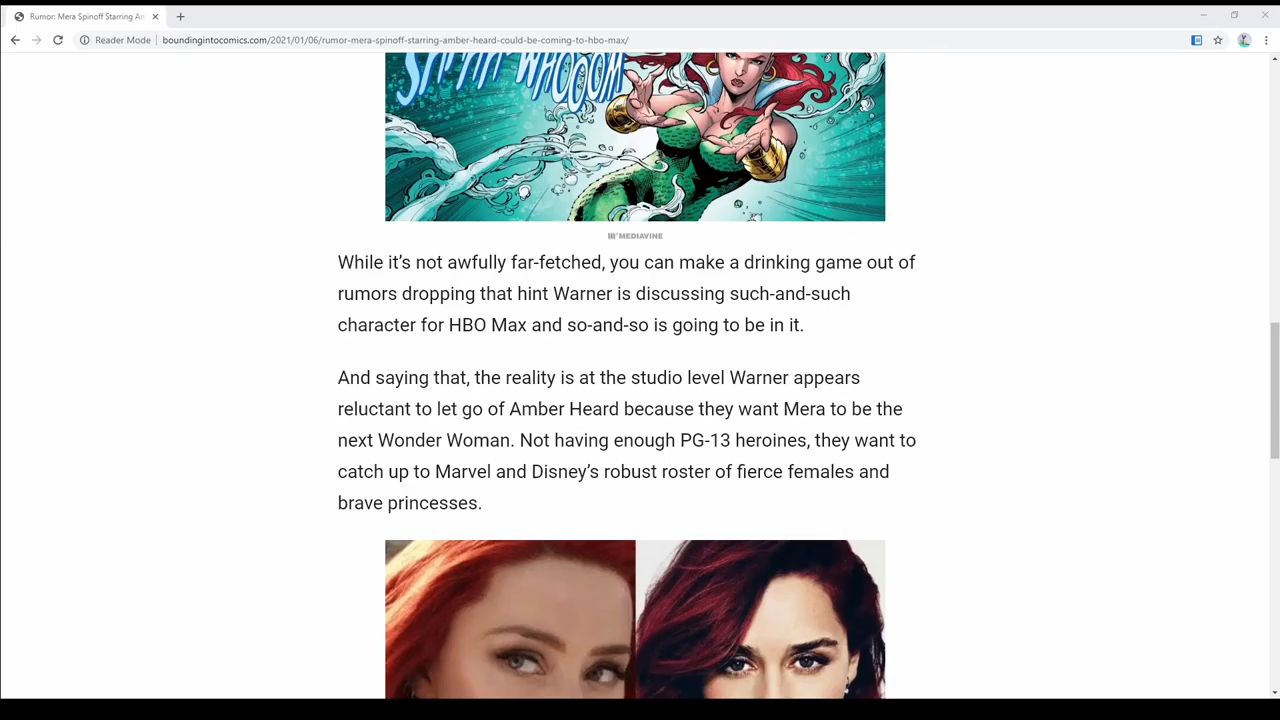 Rumor: Mera Spinoff Starring An
Reader Mode
boundingintocomics.com/2021/01/06/rumor-mera-spinoff-starring-amber-heard-could-be-coming-to-hbo-max/
WHOOOM
MEDIAVINE
While it’s not awfully far-fetched, you can make a drinking game out of
rumors dropping that hint Warner is discussing such-and-such
character for HBO Max and so-and-so is going to be in it.
And saying that, the reality is at the studio level Warner appears
reluctant to let go of Amber Heard because they want Mera to be the
next Wonder Woman. Not having enough PG-13 heroines, they want to
catch up to Marvel and Disney’s robust roster of fierce females and
brave princesses.